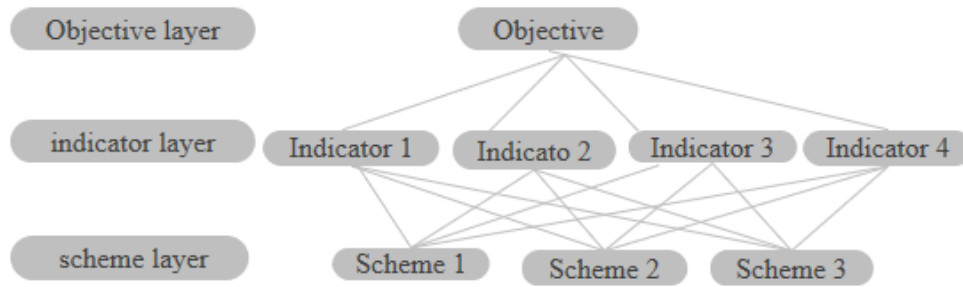 Objective layer
Objective
indicator layer
Indicator 1
Indicato 2
Indicator 3
Indicator 4
scheme layer
Scheme 1
Scheme 2
Scheme 3